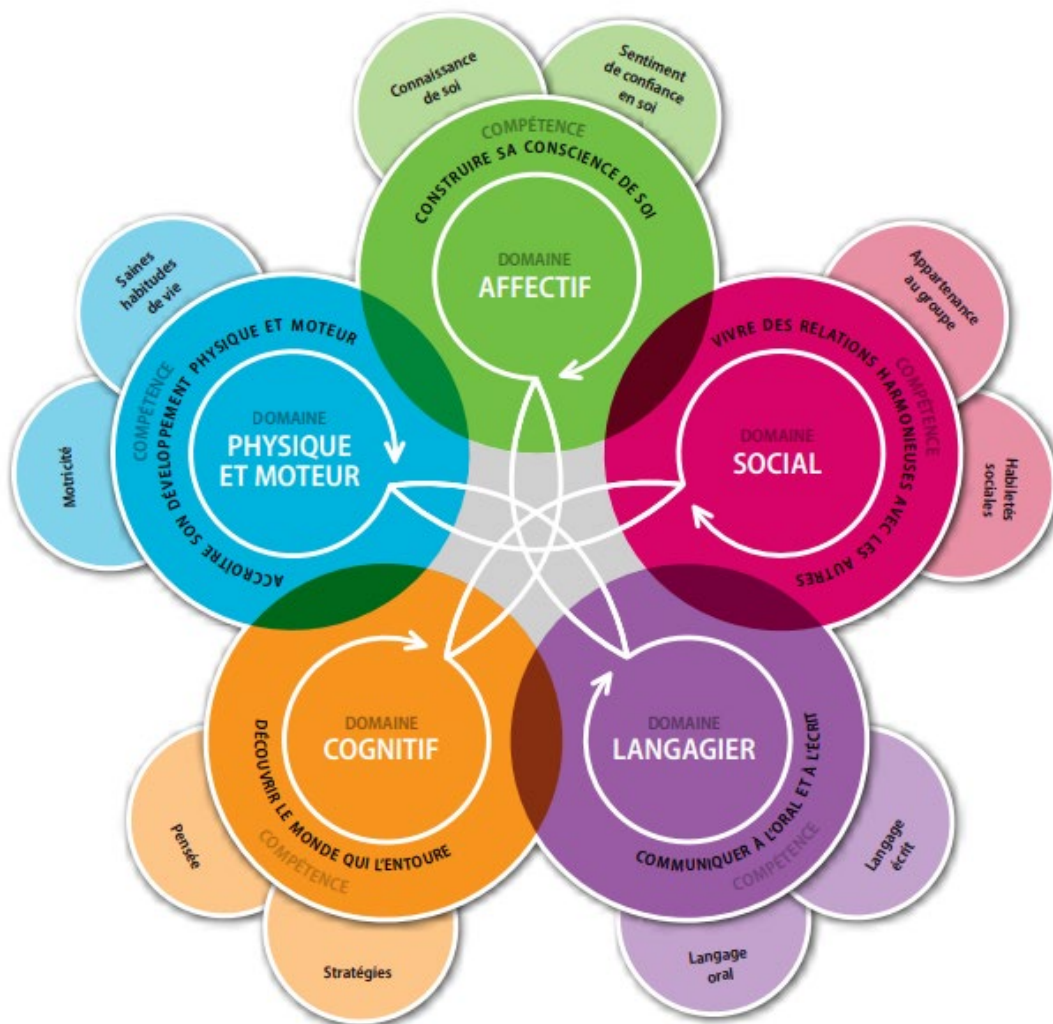 Connaissance
de soi
Sentiment
de confiance
en soi
COMPÉTENCE
CONSTRUIRE SA CONSCIENCE DE SOI
DOMAINE
AFFECTIF
Saines
habitudes
de vie
Motricité
COMPÉTENCE
ACCROÎTRE SON DÉVELOPPEMENT PHYSIQUE ET MOTEUR
DOMAINE
PHYSIQUE
ET MOTEUR
Appartenance
au groupe
Habiletés
sociales
COMPÉTENCE
VIVRE DES RELATIONS HARMONIEUSES AVEC LES AUTRES
DOMAINE
SOCIAL
DOMAINE
COGNITIF
DÉCOUVRIR LE MONDE QUI L'ENTOURE
COMPÉTENCE
Pensée
Stratégies
DOMAINE
LANGAGIER
COMMUNIQUER À L'ORAL ET À L'ÉCRIT
COMPÉTENCE
Langage
écrit
Langage
oral